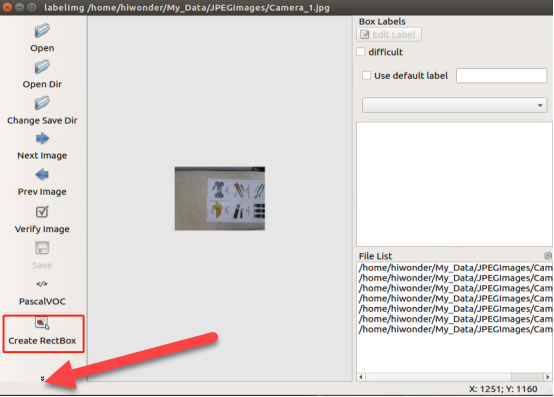 labelImg /home/hiwonder/My_Data/JPEGImages/Camera_1.jpg
Open
Open Dir
Change Save Dir
Next Image
Prev Image
Verify Image
Save
</>
PascalVOC
Create RectBox
Box Labels
Edit Label
difficult
Use default label
File List
/home/hiwonder/My_Data/JPEGImages/Cam
/home/hiwonder/My_Data/JPEGImages/Cam
/home/hiwonder/My_Data/JPEGImages/Cam
/home/hiwonder/My_Data/JPEGImages/Cam
/home/hiwonder/My_Data/JPEGImages/Cam
/home/hiwonder/My_Data/JPEGImages/Cam
/home/hiwonder/My_Data/JPEGImages/Cam
X: 1251; Y: 1160